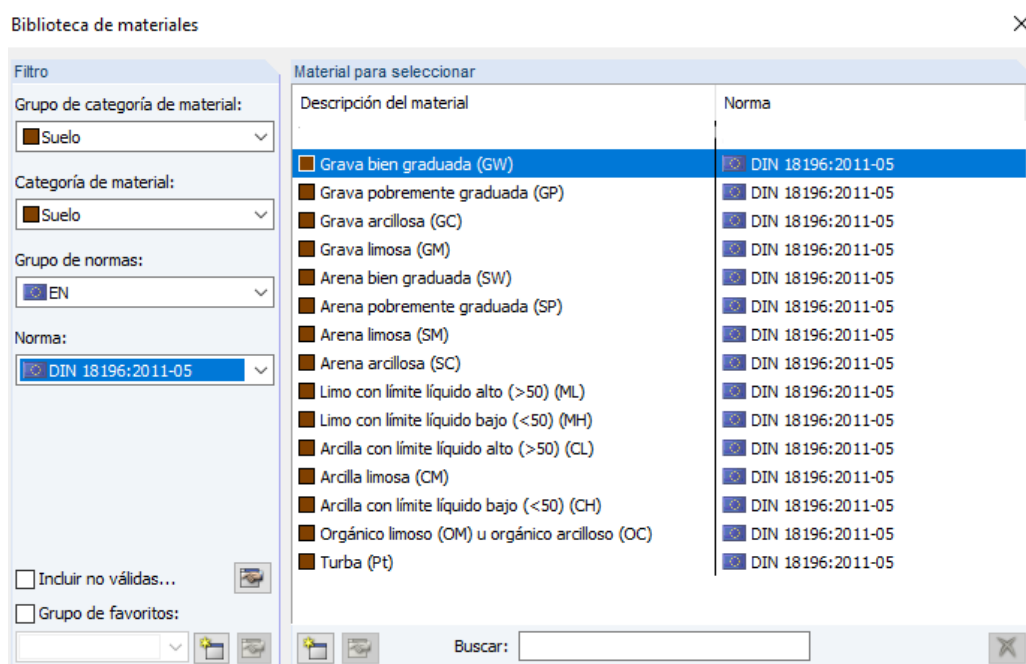 Biblioteca de materiales
Filtro
Grupo de categoría de material:
Suelo
Categoría de material:
Suelo
Grupo de normas:
EN
Norma:
DIN 18196:2011-05
Incluir no válidas...
Grupo de favoritos:
Material para seleccionar
Descripción del material Norma
Grava bien graduada (GW) DIN 18196:2011-05
Grava pobremente graduada (GP) DIN 18196:2011-05
Grava arcillosa (GC) DIN 18196:2011-05
Grava limosa (GM) DIN 18196:2011-05
Arena bien graduada (SW) DIN 18196:2011-05
Arena pobremente graduada (SP) DIN 18196:2011-05
Arena limosa (SM) DIN 18196:2011-05
Arena arcillosa (SC) DIN 18196:2011-05
Limo con límite líquido alto (>50) (ML) DIN 18196:2011-05
Limo con límite líquido bajo (<50) (MH) DIN 18196:2011-05
Arcilla con límite líquido alto (>50) (CL) DIN 18196:2011-05
Arcilla limosa (CM) DIN 18196:2011-05
Arcilla con límite líquido bajo (<50) (CH) DIN 18196:2011-05
Orgánico limoso (OM) u orgánico arcilloso (OC) DIN 18196:2011-05
Turba (Pt) DIN 18196:2011-05
Buscar: